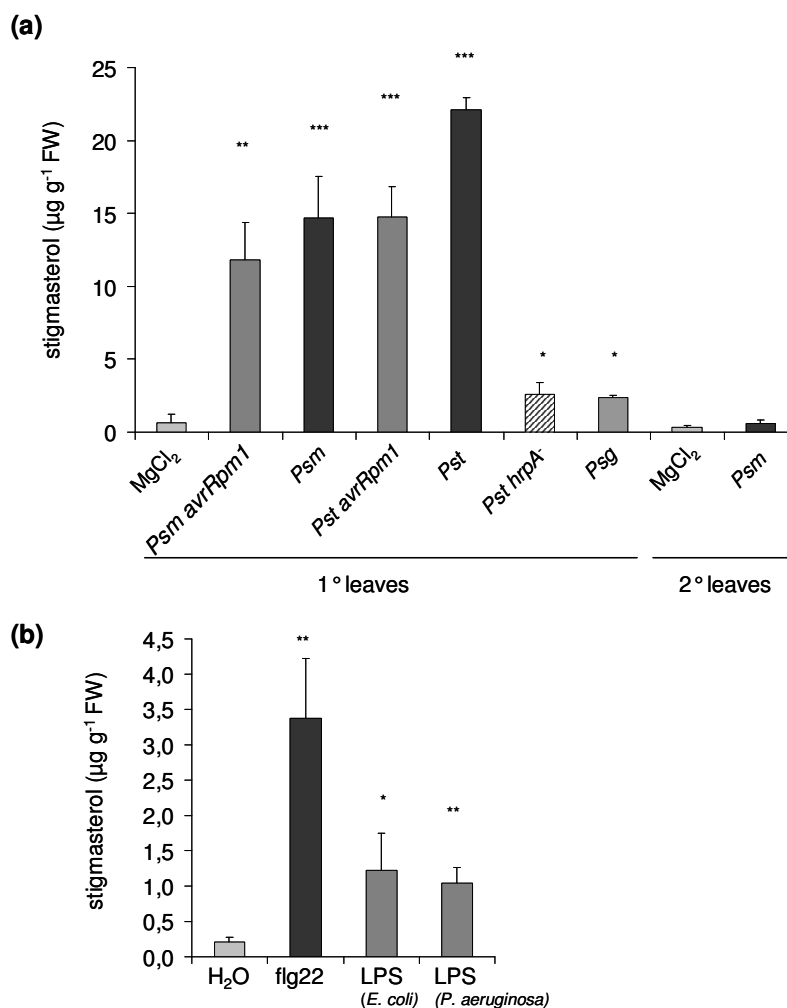 (a)
stigmasterol (µg g⁻¹ FW)
25
20
15
10
5
0
**
***
***
***
*
*
MgCl₂
Psm avrRpm1
Psm
Pst avrRpm1
Pst
Pst hrpA⁻
Psg
MgCl₂
Psm
1° leaves
2° leaves
(b)
stigmasterol (µg g⁻¹ FW)
4,5
4,0
3,5
3,0
2,5
2,0
1,5
1,0
0,5
0,0
**
*
**
H₂O
flg22
LPS
(E. coli)
LPS
(P. aeruginosa)